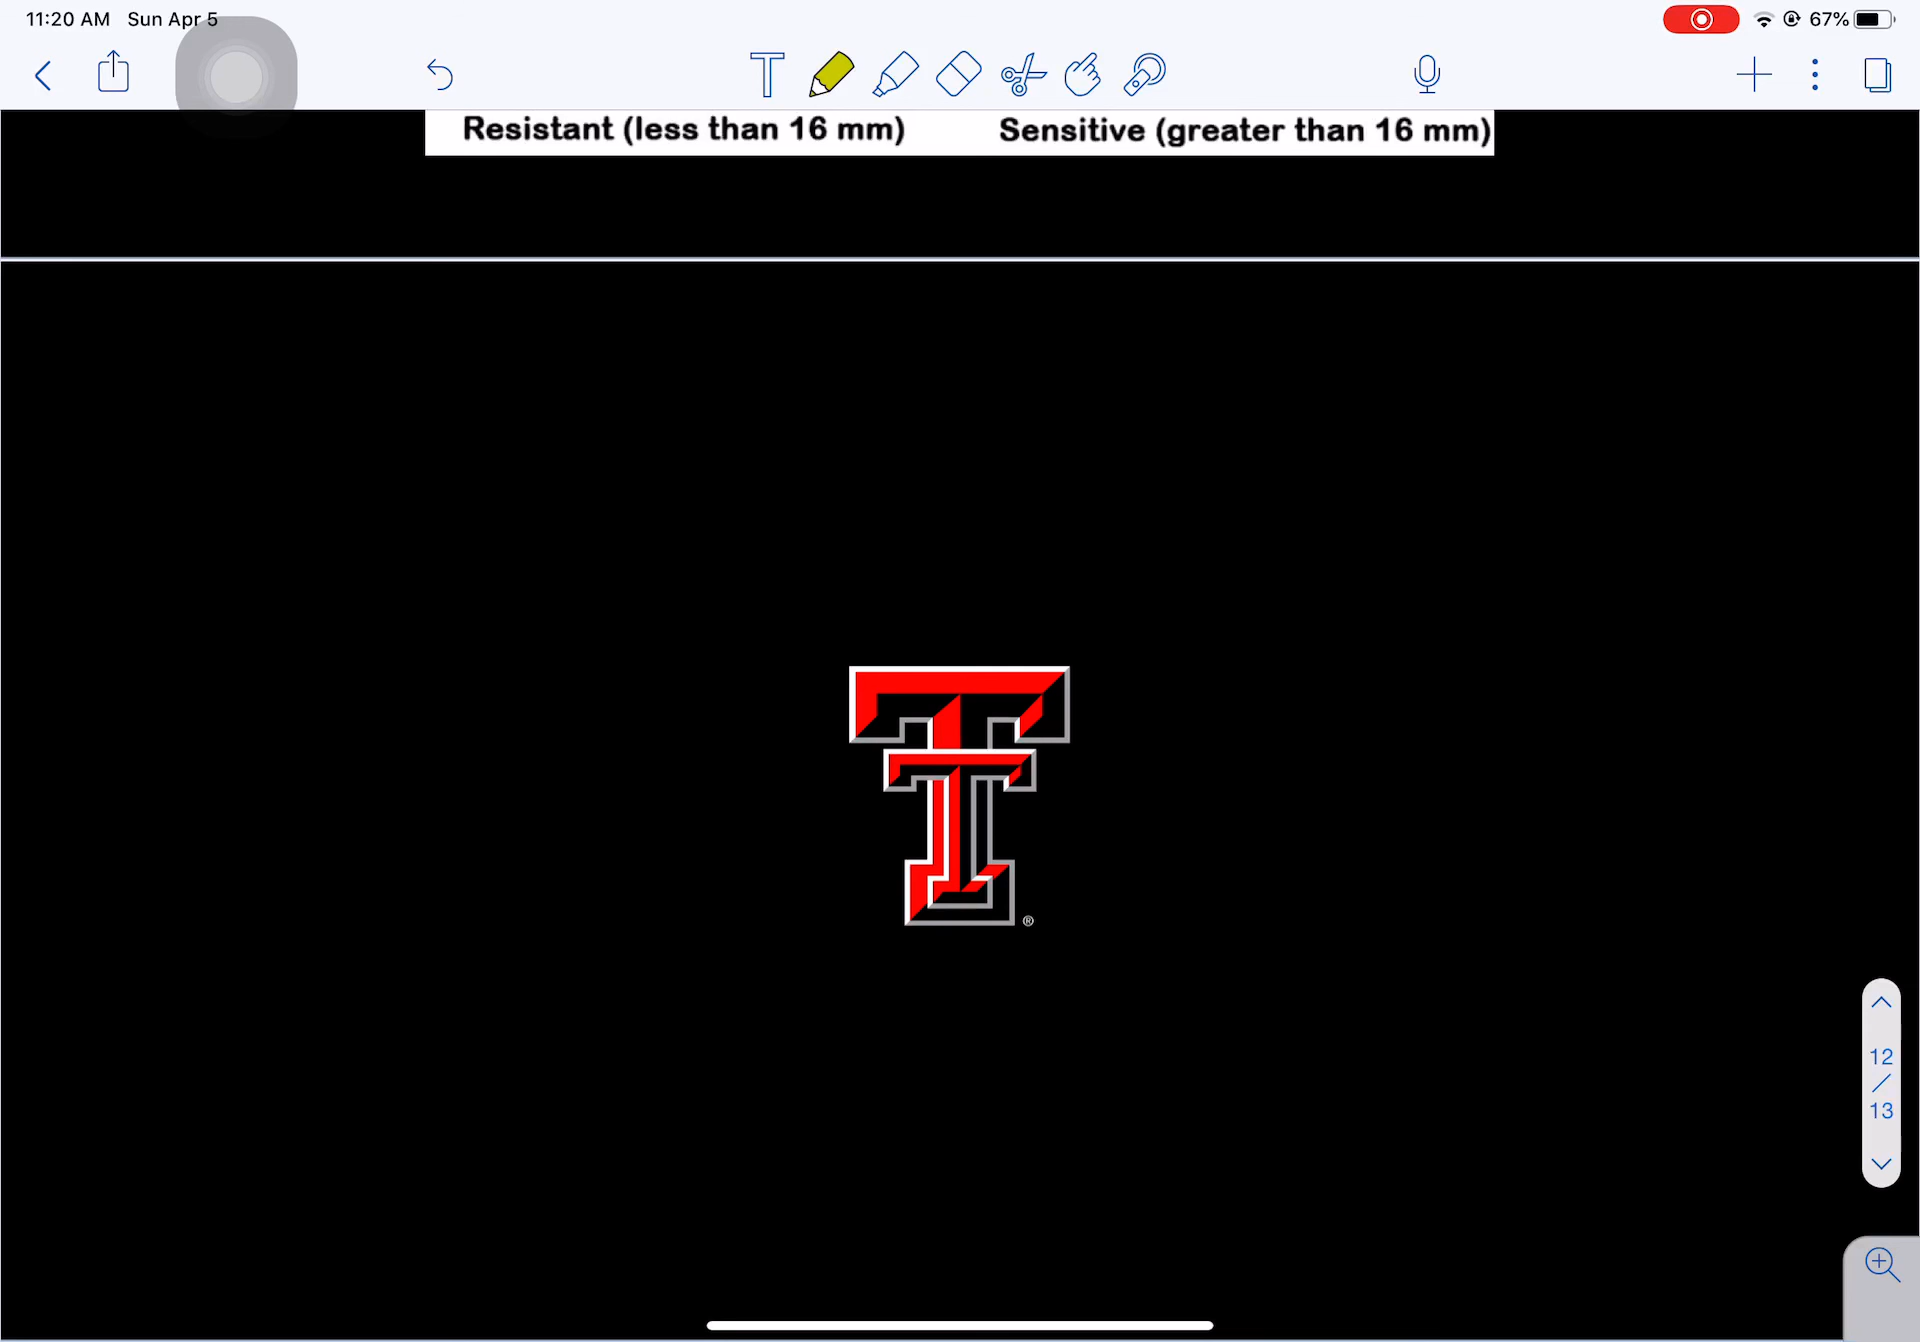 11:20 AM Sun Apr 5
67%
Resistant (less than 16 mm) Sensitive (greater than 16 mm)
®
12
/
13